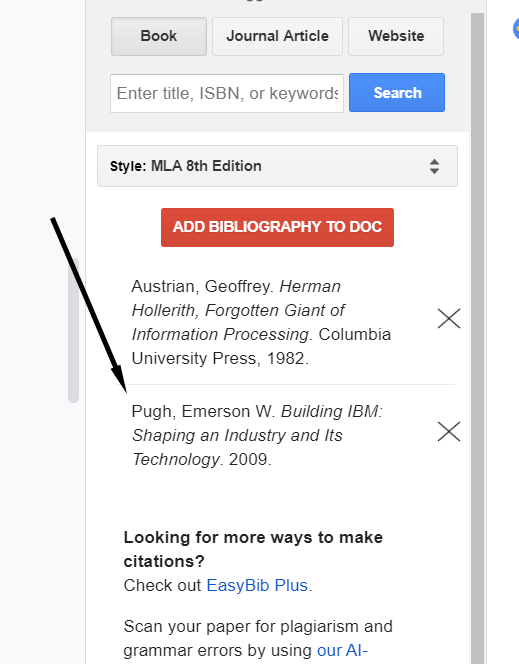 Book Journal Article Website
Enter title, ISBN, or keywords Search
Style: MLA 8th Edition
ADD BIBLIOGRAPHY TO DOC
Austrian, Geoffrey. Herman
Hollerith, Forgotten Giant of
Information Processing. Columbia
University Press, 1982.
Pugh, Emerson W. Building IBM:
Shaping an Industry and Its
Technology. 2009.
Looking for more ways to make
citations?
Check out EasyBib Plus.
Scan your paper for plagiarism and
grammar errors by using our AI-